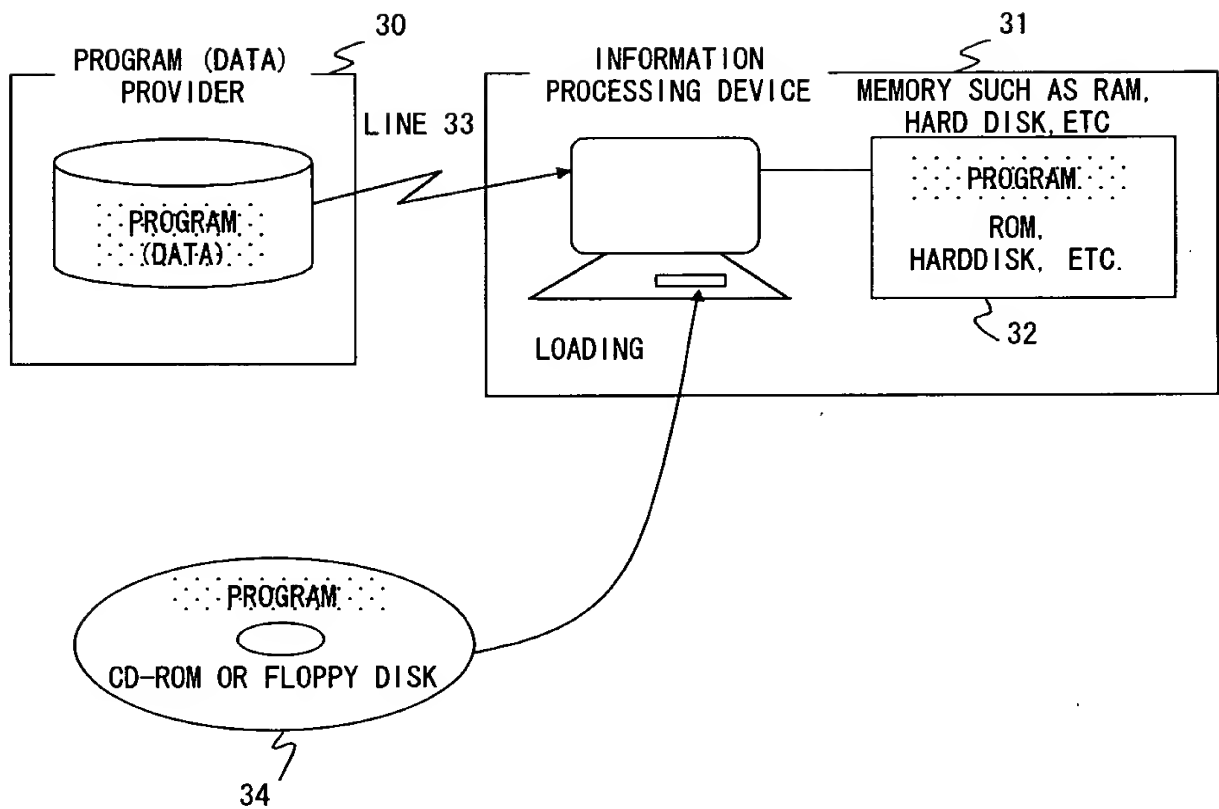 30
PROGRAM (DATA)
PROVIDER
LINE 33
PROGRAM
(DATA)
31
INFORMATION
PROCESSING DEVICE
MEMORY SUCH AS RAM,
HARD DISK, ETC
PROGRAM
ROM,
HARDDISK, ETC.
32
LOADING
PROGRAM
CD-ROM OR FLOPPY DISK
34